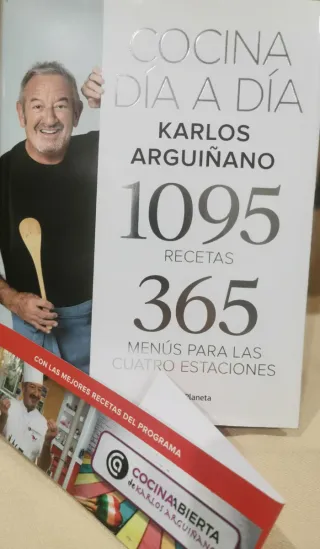 COCINA
DÍA A DÍA
KARLOS
ARGUIÑANO
1095
RECETAS
365
MENÚS PARA LAS
CUATRO ESTACIONES
Planeta
CON LAS MEJORES RECETAS DEL PROGRAMA
COCINA ABIERTA
de KARLOS ARGUIÑANO